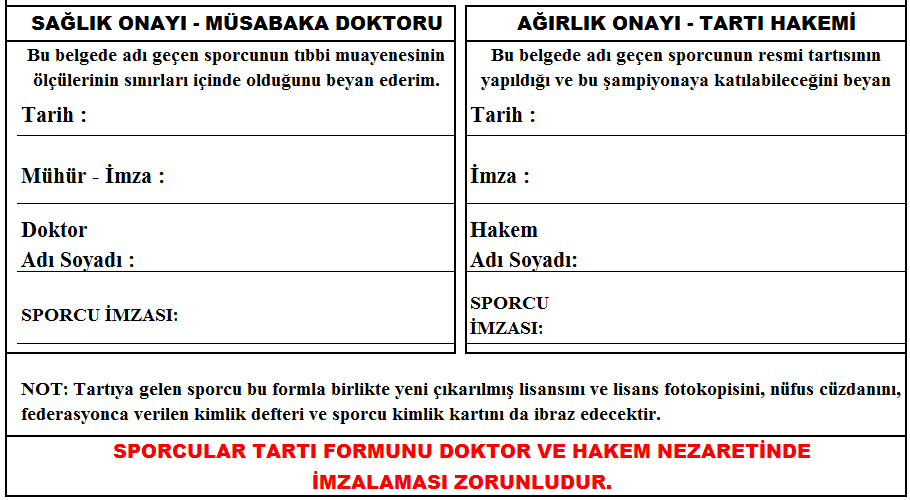 SAĞLIK ONAYI - MÜSABAKA DOKTORU
Bu belgede adı geçen sporcunun tıbbi muayenesinin
ölçülerinin sınırları içinde olduğunu beyan ederim.
Tarih :
Mühür - İmza :
Doktor
Adı Soyadı :
SPORCU İMZASI:
AĞIRLIK ONAYI - TARTI HAKEMİ
Bu belgede adı geçen sporcunun resmi tartısının
yapıldığı ve bu şampiyonaya katılabileceğini beyan
Tarih :
İmza :
Hakem
Adı Soyadı:
SPORCU
İMZASI:
NOT: Tartıya gelen sporcu bu formla birlikte yeni çıkarılmış lisansını ve lisans fotokopisini, nüfus cüzdanını,
federasyonca verilen kimlik defteri ve sporcu kimlik kartını da ibraz edecektir.
SPORCULAR TARTI FORMUNU DOKTOR VE HAKEM NEZARETİNDE
İMZALAMASI ZORUNLUDUR.